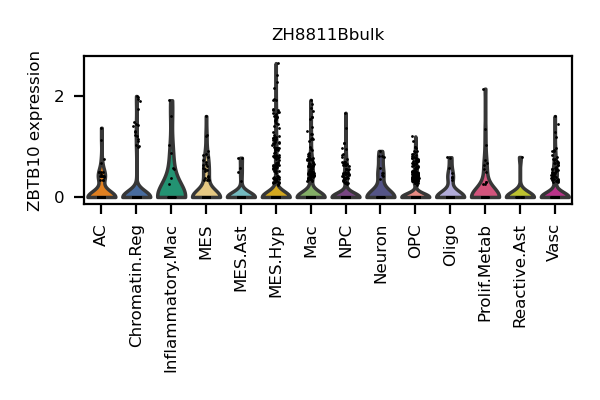 ZH8811Bbulk
ZBTB10 expression
2
0
AC
Chromatin.Reg
Inflammatory.Mac
MES
MES.Ast
MES.Hyp
Mac
NPC
Neuron
OPC
Oligo
Prolif.Metab
Reactive.Ast
Vasc